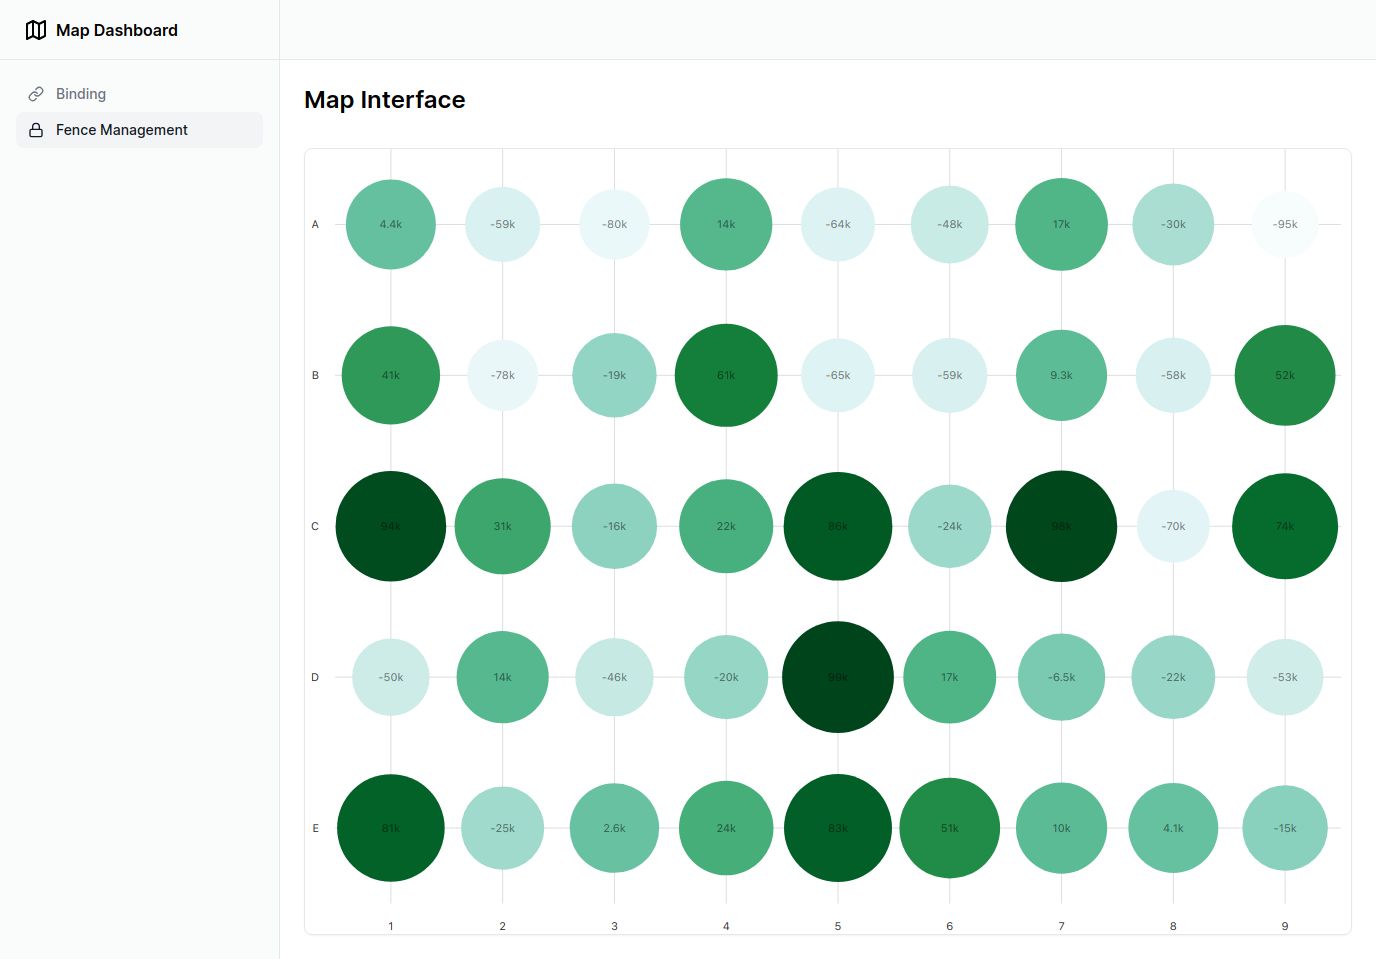 Map Dashboard
Binding
Fence Management
Map Interface
A 4.4k -59k -80k 14k -64k -48k 17k -30k -95k
B 41k -78k -19k 61k -65k -59k 9.3k -58k 52k
C 94k 31k -16k 22k 86k -24k 98k -70k 74k
D -50k 14k -46k -20k 99k 17k -6.5k -22k -53k
E 81k -25k 2.6k 24k 83k 51k 10k 4.1k -15k
1 2 3 4 5 6 7 8 9